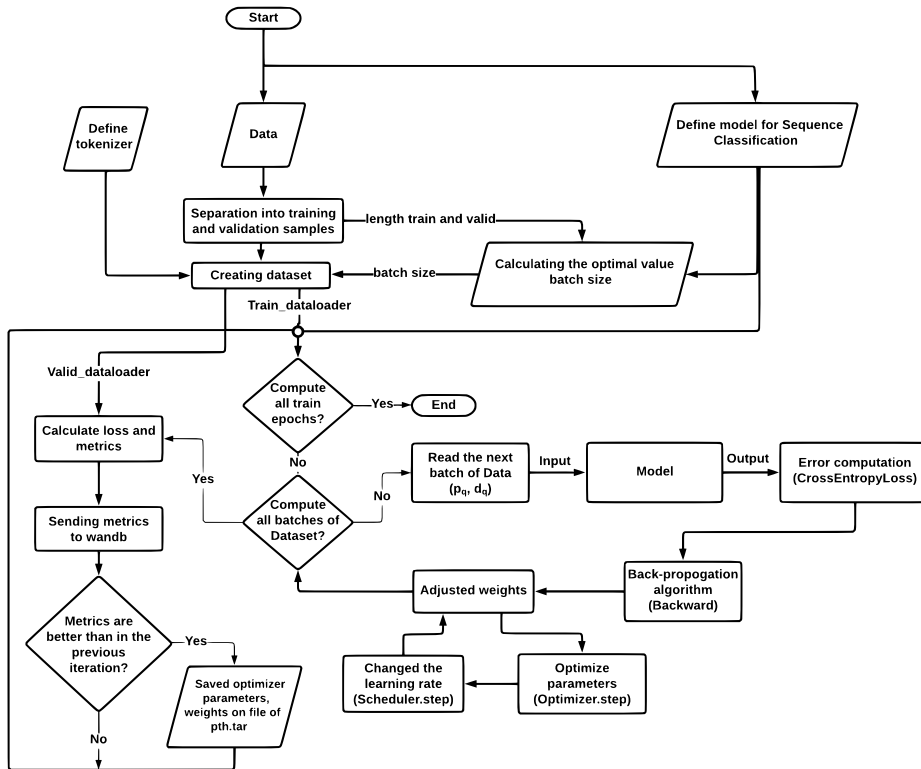 Start
Define
tokenizer
Data
Define model for Sequence
Classification
Separation into training
and validation samples
length train and valid
Calculating the optimal value
batch size
batch size
Creating dataset
Train_dataloader
Valid_dataloader
Compute
all train
epochs?
Yes
End
No
Calculate loss and
metrics
Yes
Compute
all batches of
Dataset?
No
Read the next
batch of Data
(pq, dq)
Input
Model
Output
Error computation
(CrossEntropyLoss)
Sending metrics
to wandb
Back-propogation
algorithm
(Backward)
Adjusted weights
Metrics are
better than in the
previous
iteration?
Yes
Changed the
learning rate
(Scheduler.step)
Optimize
parameters
(Optimizer.step)
Saved optimizer
parameters,
weights on file of
pth.tar
No